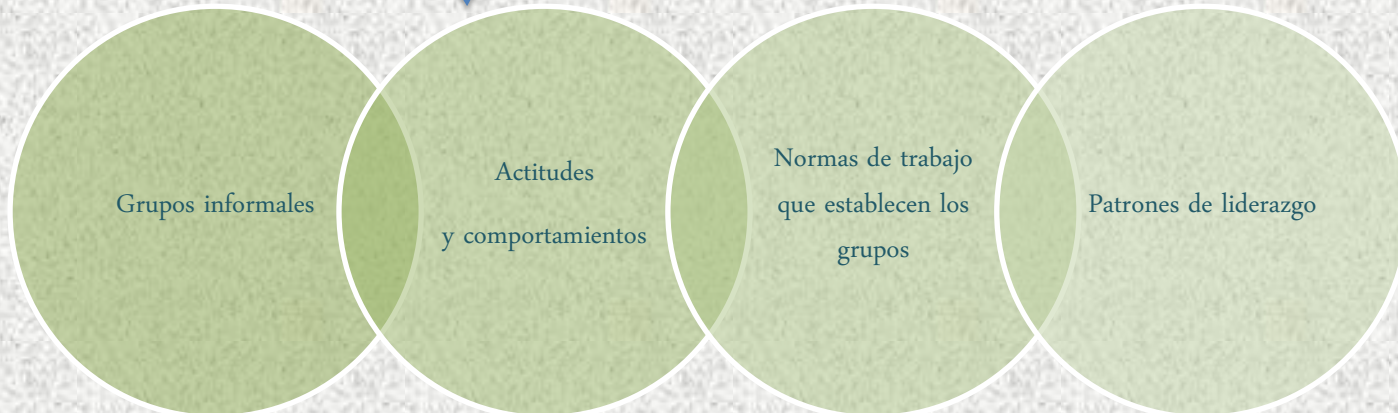 Grupos informales
Actitudes
y comportamientos
Normas de trabajo
que establecen los
grupos
Patrones de liderazgo